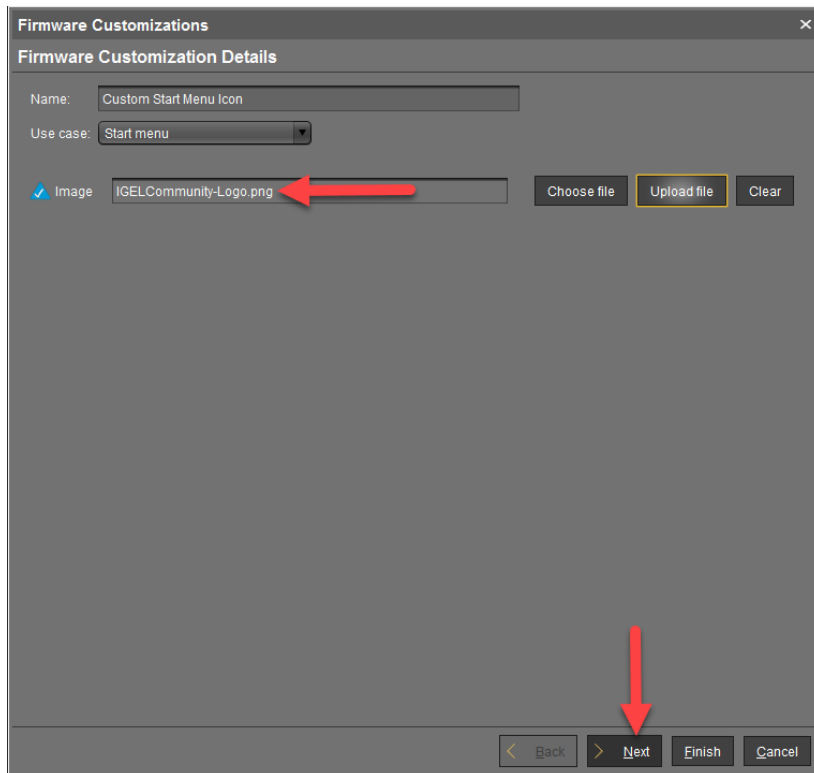 Firmware Customizations ×
Firmware Customization Details
Name: Custom Start Menu Icon
Use case: Start menu
Image IGELCommunity-Logo.png Choose file Upload file Clear
Back Next Finish Cancel